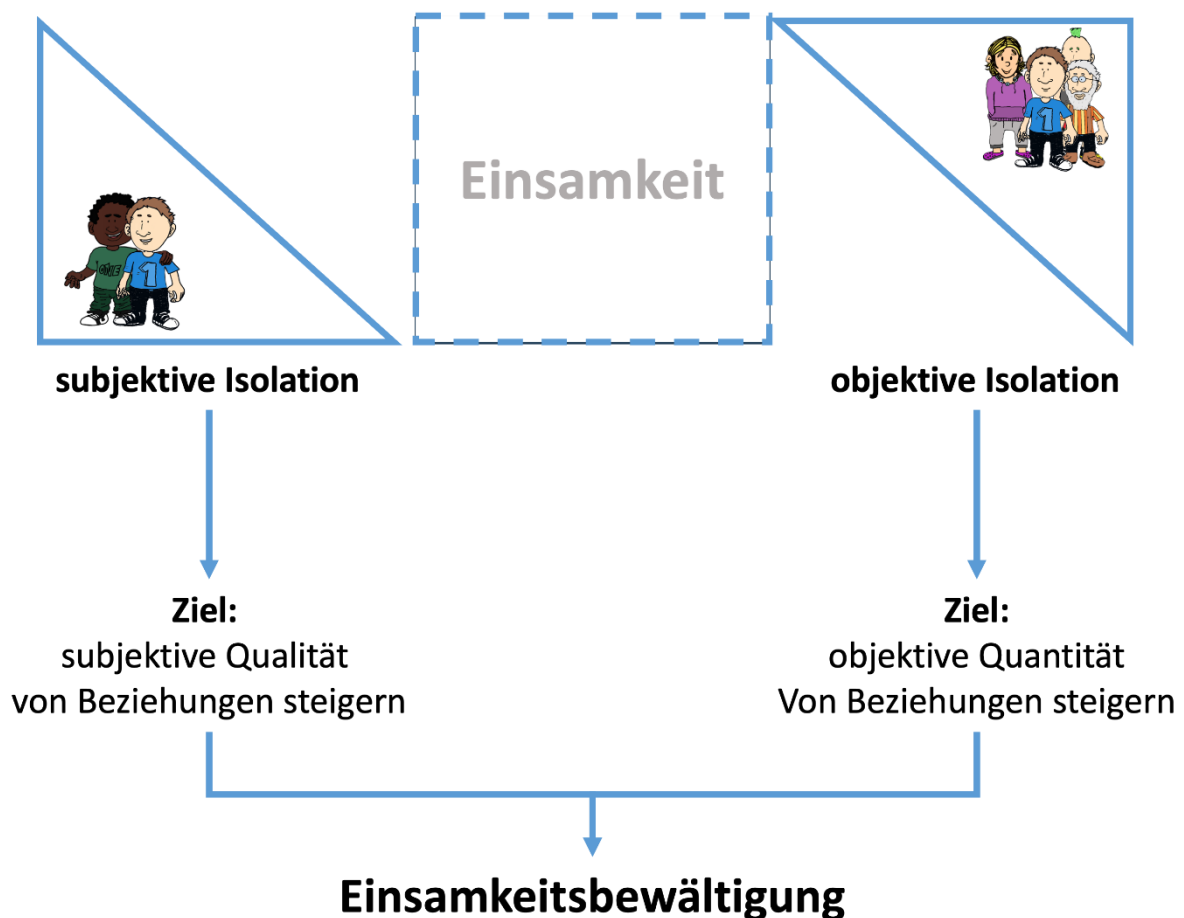 Einsamkeit
subjektive Isolation
objektive Isolation
Ziel:
subjektive Qualität
von Beziehungen steigern
Ziel:
objektive Quantität
Von Beziehungen steigern
Einsamkeitsbewältigung